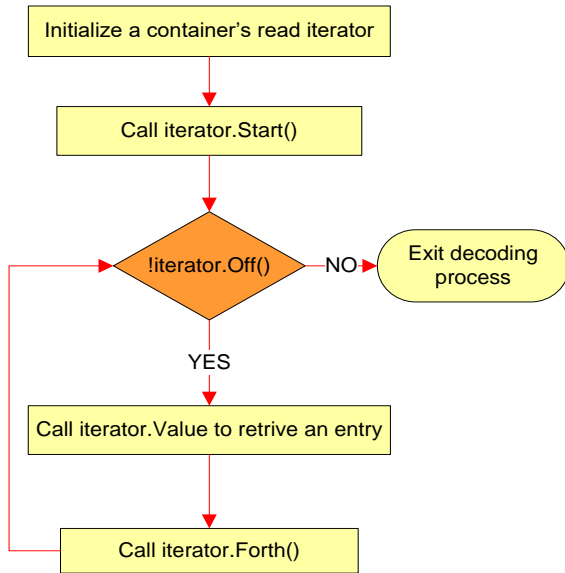 Initialize a container's read iterator
Call iterator.Start()
!iterator.Off()
NO
Exit decoding
process
YES
Call iterator.Value to retrive an entry
Call iterator.Forth()